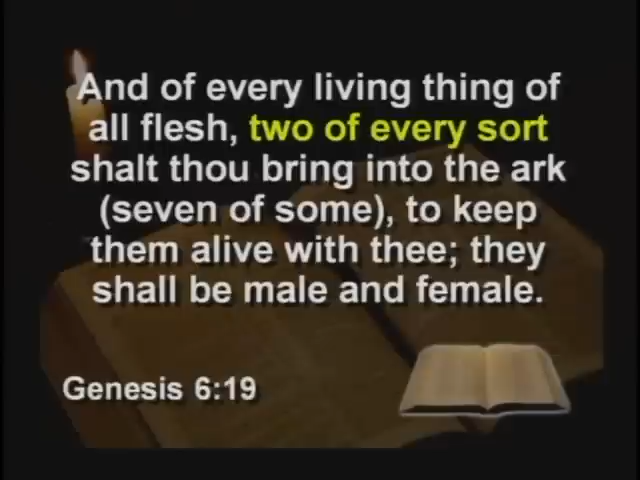 And of every living thing of
all flesh, two of every sort
shalt thou bring into the ark
(seven of some), to keep
them alive with thee; they
shall be male and female.
Genesis 6:19